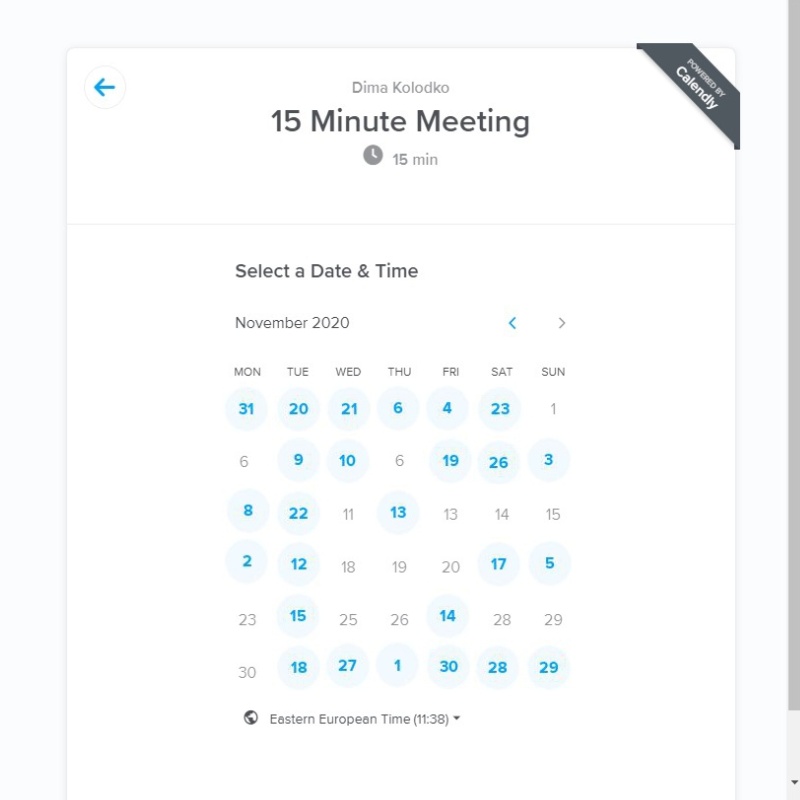 POWERED BY
Calendly
Dima Kolodko
15 Minute Meeting
15 min
Select a Date & Time
November 2020
MON TUE WED THU FRI SAT SUN
31 20 21 6 4 23 1
6 9 10 6 19 26 3
8 22 11 13 13 14 15
2 12 18 19 20 17 5
23 15 25 26 14 28 29
30 18 27 1 30 28 29
Eastern European Time (11:38)